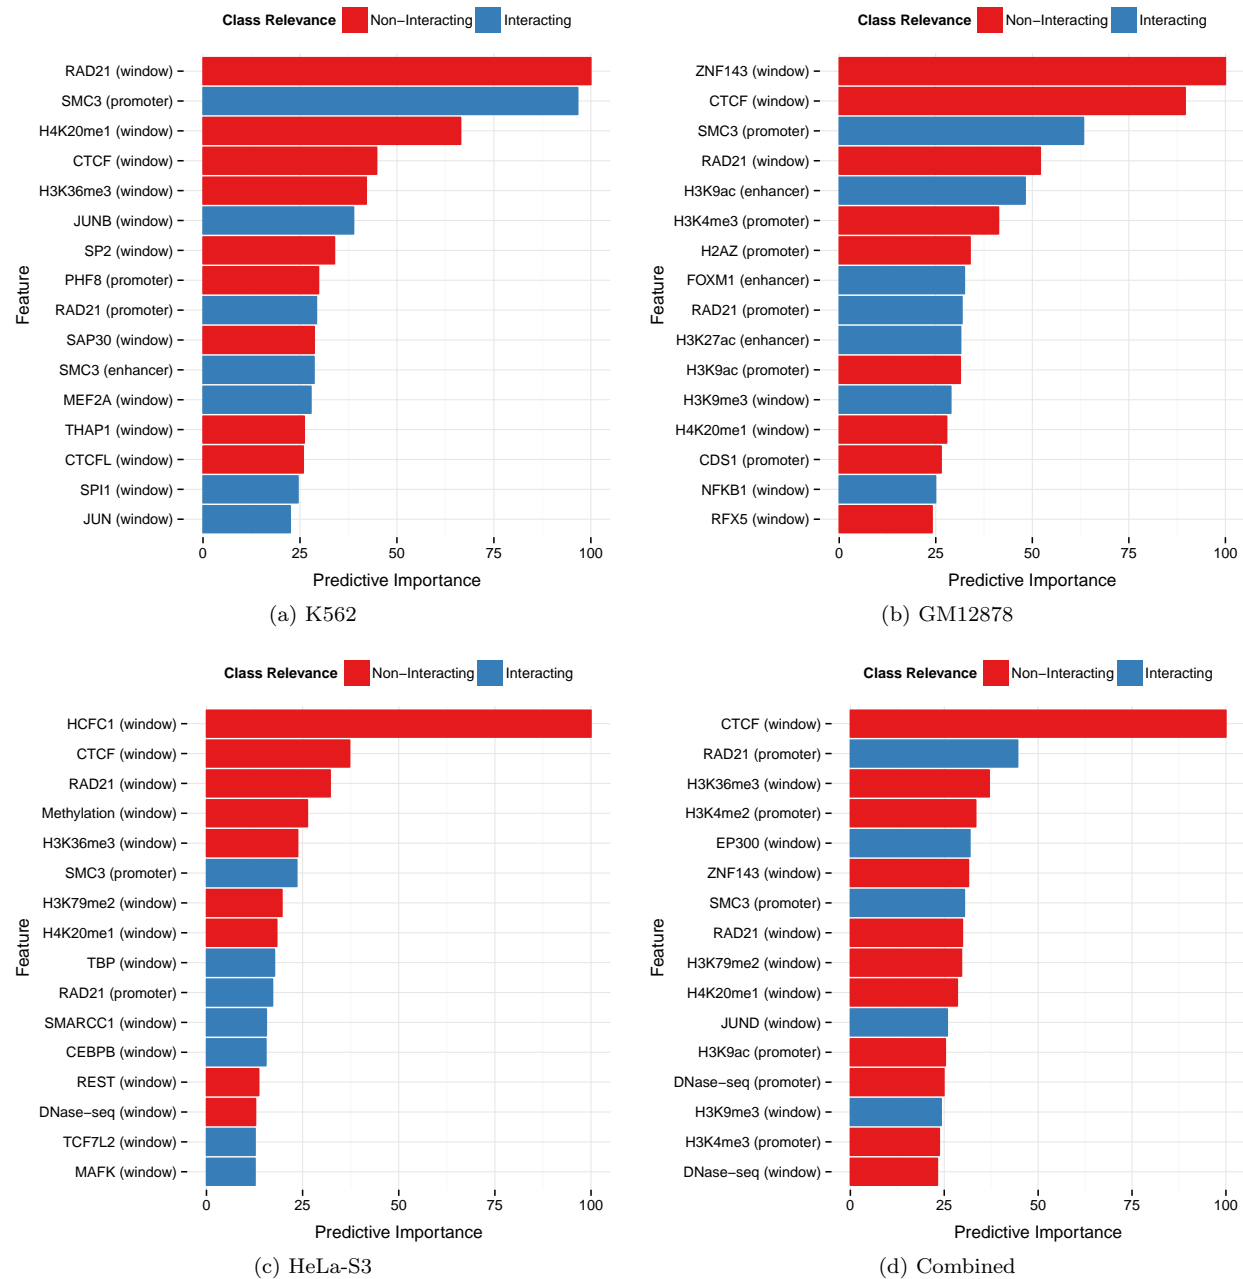 Class Relevance Non-Interacting Interacting
RAD21 (window)
SMC3 (promoter)
H4K20me1 (window)
CTCF (window)
H3K36me3 (window)
JUNB (window)
SP2 (window)
PHF8 (promoter)
RAD21 (promoter)
SAP30 (window)
SMC3 (enhancer)
MEF2A (window)
THAP1 (window)
CTCFL (window)
SPI1 (window)
JUN (window)
Feature
0 25 50 75 100
Predictive Importance
(a) K562
Class Relevance Non-Interacting Interacting
ZNF143 (window)
CTCF (window)
SMC3 (promoter)
RAD21 (window)
H3K9ac (enhancer)
H3K4me3 (promoter)
H2AZ (promoter)
FOXM1 (enhancer)
RAD21 (promoter)
H3K27ac (enhancer)
H3K9ac (promoter)
H3K9me3 (window)
H4K20me1 (window)
CDS1 (promoter)
NFKB1 (window)
RFX5 (window)
Feature
0 25 50 75 100
Predictive Importance
(b) GM12878
Class Relevance Non-Interacting Interacting
HCFC1 (window)
CTCF (window)
RAD21 (window)
Methylation (window)
H3K36me3 (window)
SMC3 (promoter)
H3K79me2 (window)
H4K20me1 (window)
TBP (window)
RAD21 (promoter)
SMARCC1 (window)
CEBPB (window)
REST (window)
DNase-seq (window)
TCF7L2 (window)
MAFK (window)
Feature
0 25 50 75 100
Predictive Importance
(c) HeLa-S3
Class Relevance Non-Interacting Interacting
CTCF (window)
RAD21 (promoter)
H3K36me3 (window)
H3K4me2 (promoter)
EP300 (window)
ZNF143 (window)
SMC3 (promoter)
RAD21 (window)
H3K79me2 (window)
H4K20me1 (window)
JUND (window)
H3K9ac (promoter)
DNase-seq (promoter)
H3K9me3 (window)
H3K4me3 (promoter)
DNase-seq (window)
Feature
0 25 50 75 100
Predictive Importance
(d) Combined